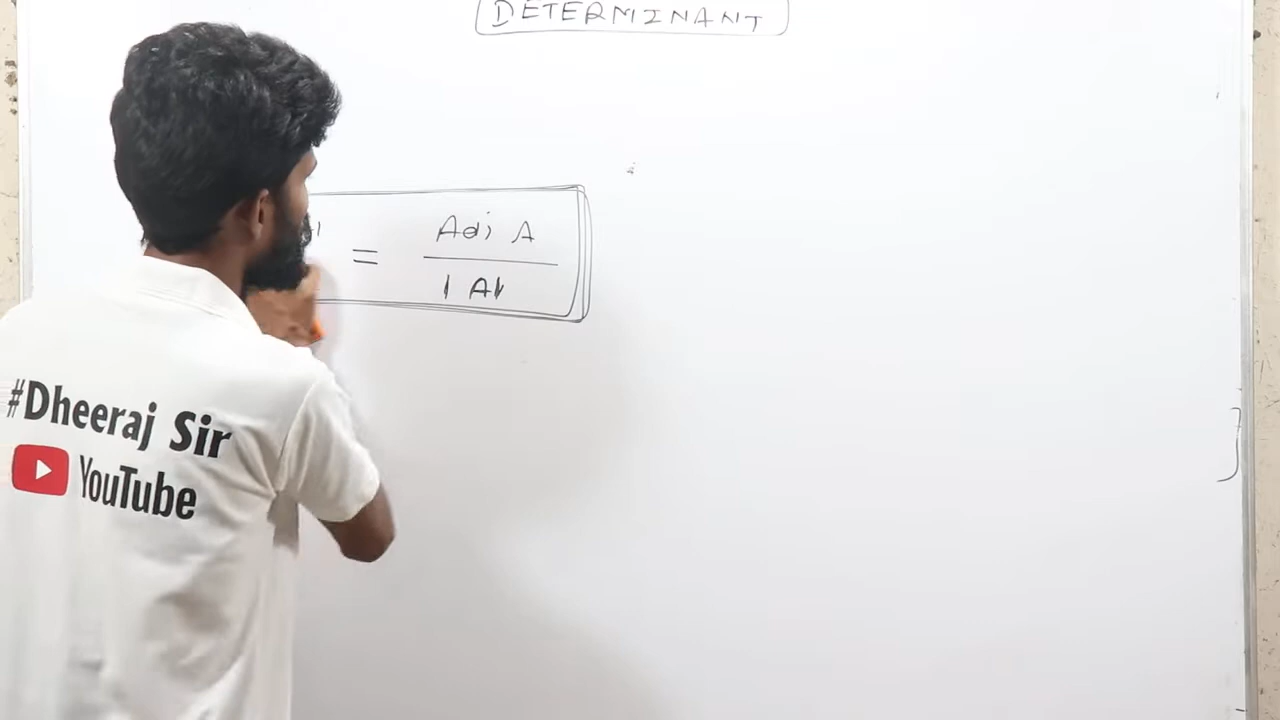 DETERMINANT
= Adj A
|A|
#Dheeraj Sir
YouTube